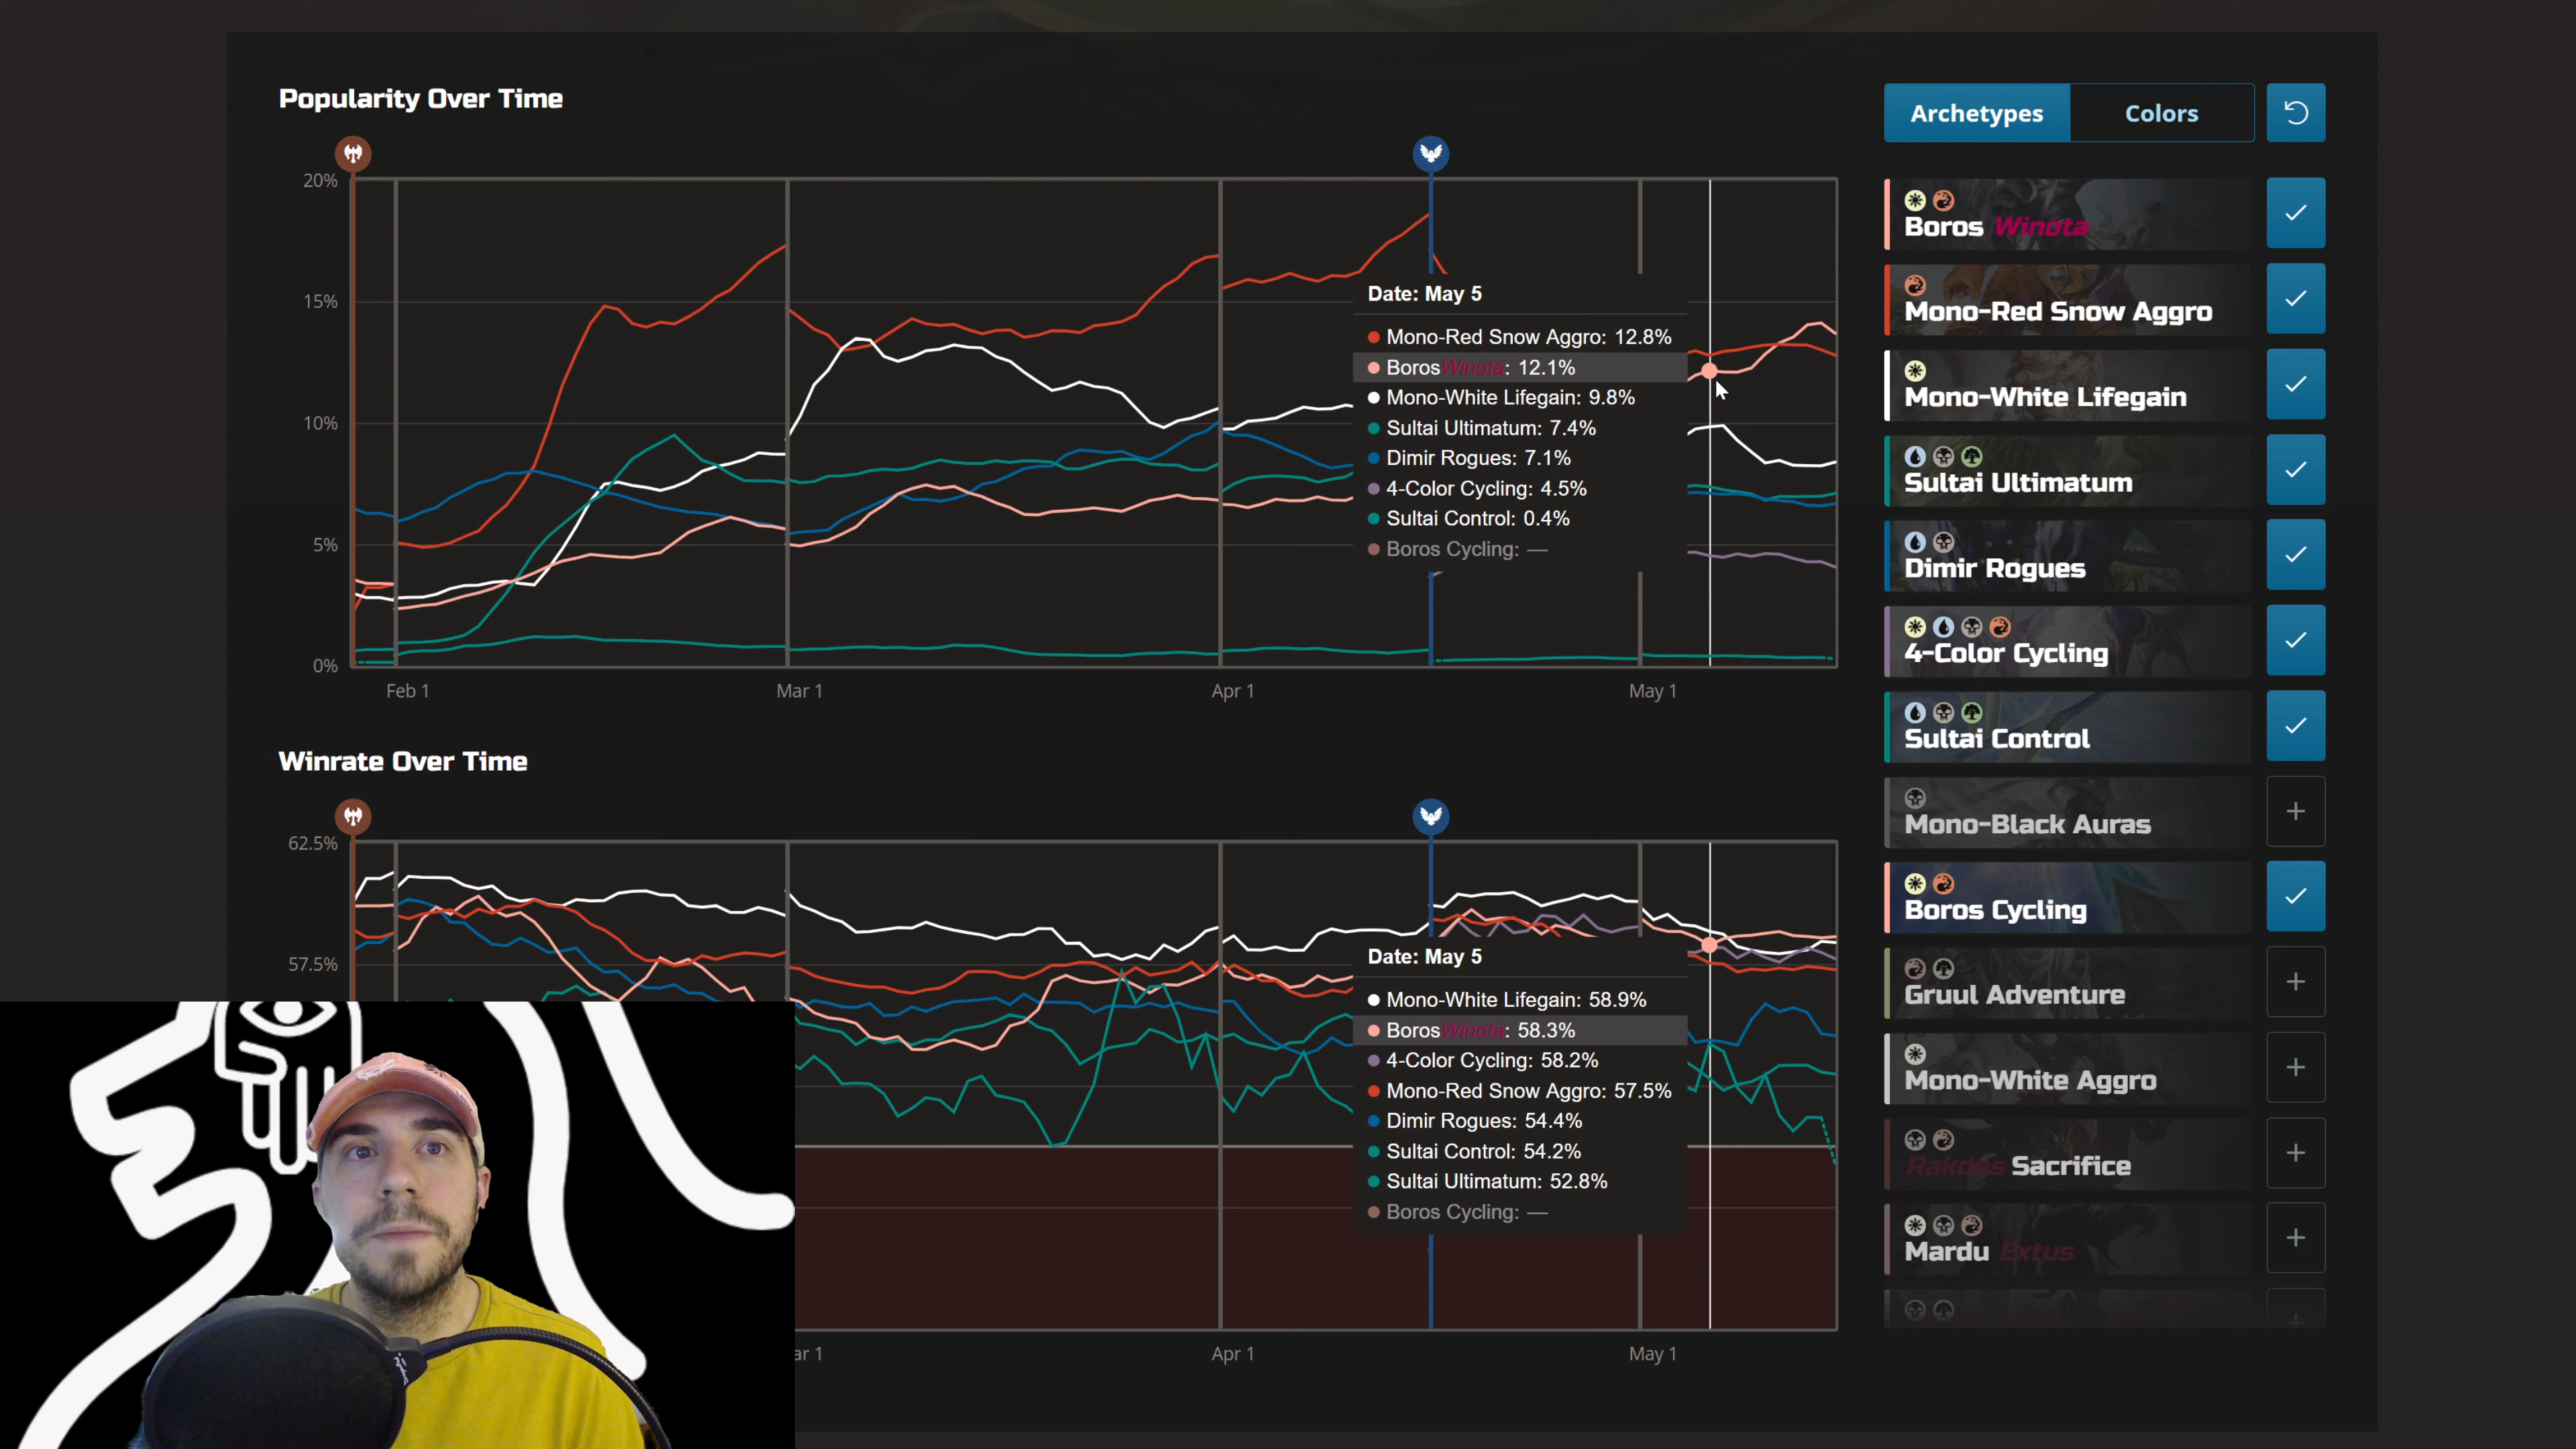 Popularity Over Time
Archetypes
Colors
20%
15%
10%
5%
0%
Feb 1
Mar 1
Apr 1
May 1
Date: May 5
Mono-Red Snow Aggro: 12.8%
Boros Winota: 12.1%
Mono-White Lifegain: 9.8%
Sultai Ultimatum: 7.4%
Dimir Rogues: 7.1%
4-Color Cycling: 4.5%
Sultai Control: 0.4%
Boros Cycling: —
Boros Winota
Mono-Red Snow Aggro
Mono-White Lifegain
Sultai Ultimatum
Dimir Rogues
4-Color Cycling
Sultai Control
Mono-Black Auras
Boros Cycling
Gruul Adventure
Mono-White Aggro
Rakdos Sacrifice
Mardu Extus
Winrate Over Time
62.5%
57.5%
Date: May 5
Mono-White Lifegain: 58.9%
Boros Winota: 58.3%
4-Color Cycling: 58.2%
Mono-Red Snow Aggro: 57.5%
Dimir Rogues: 54.4%
Sultai Control: 54.2%
Sultai Ultimatum: 52.8%
Boros Cycling: —
ar 1
Apr 1
May 1